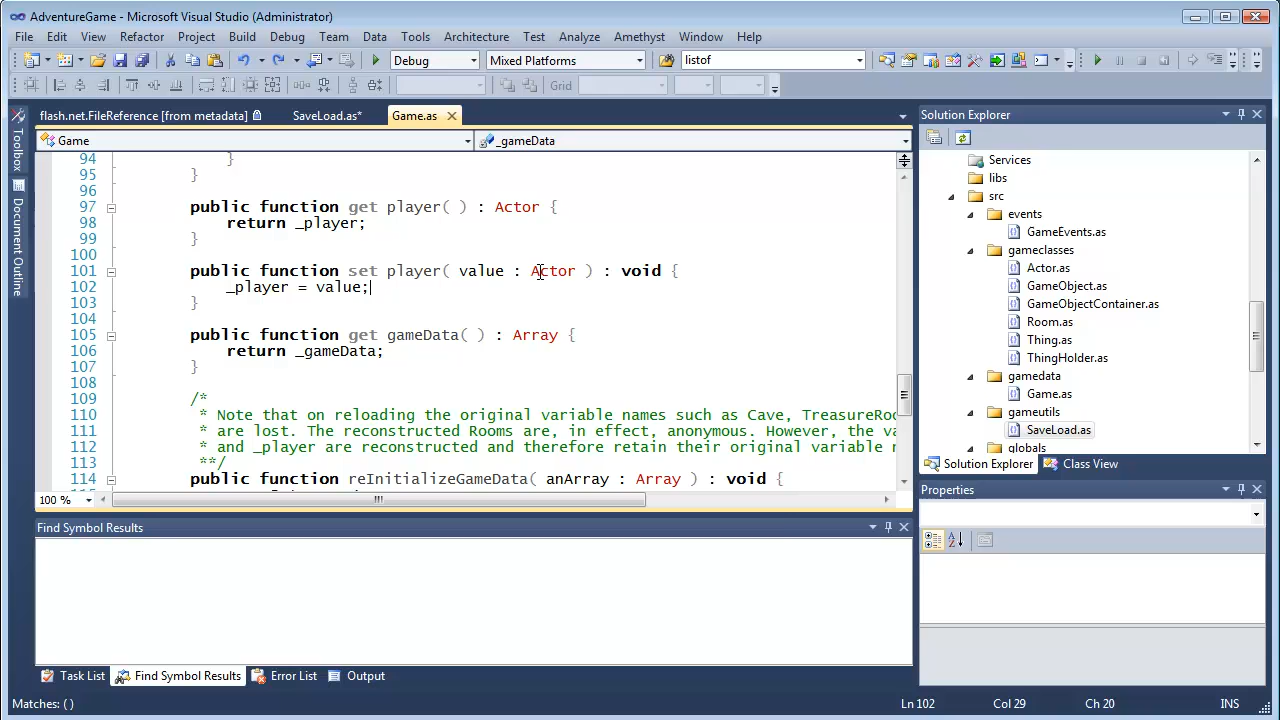 AdventureGame - Microsoft Visual Studio (Administrator)
File Edit View Refactor Project Build Debug Team Data Tools Architecture Test Analyze Amethyst Window Help
Debug Mixed Platforms listof
Grid
flash.net.FileReference [from metadata] SaveLoad.as* Game.as
Solution Explorer
Toolbox
Document Outline
Game _gameData
94 }
95 }
96
97 public function get player( ) : Actor {
98 return _player;
99 }
100
101 public function set player( value : Actor ) : void {
102 _player = value;
103 }
104
105 public function get gameData( ) : Array {
106 return _gameData;
107 }
108
109 /*
110 * Note that on reloading the original variable names such as Cave, TreasureRoo
111 * are lost. The reconstructed Rooms are, in effect, anonymous. However, the va
112 * and _player are reconstructed and therefore retain their original variable n
113 **/
114 public function reInitializeGameData( anArray : Array ) : void {
100 %
Services
libs
src
events
GameEvents.as
gameclasses
Actor.as
GameObject.as
GameObjectContainer.as
Room.as
Thing.as
ThingHolder.as
gamedata
Game.as
gameutils
SaveLoad.as
globals
Solution Explorer Class View
Properties
Find Symbol Results
Task List Find Symbol Results Error List Output
Matches: ( ) Ln 102 Col 29 Ch 20 INS